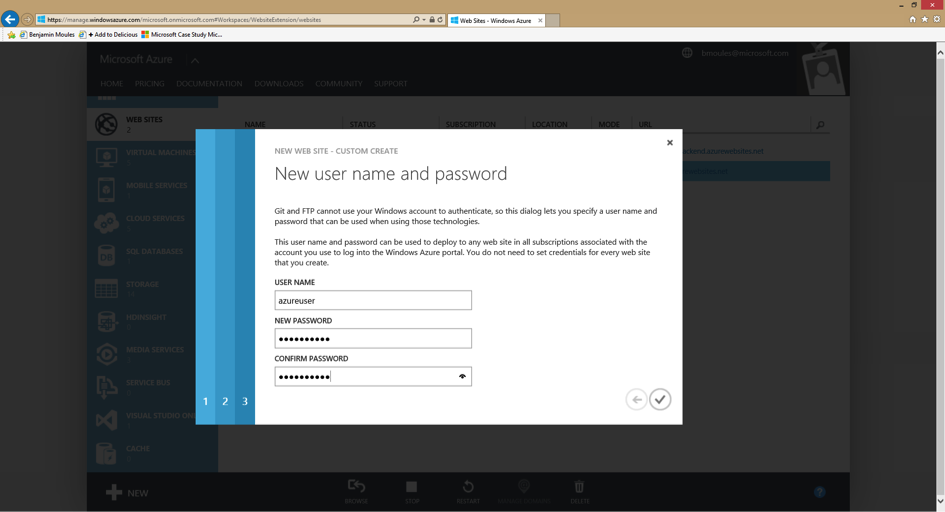 https://manage.windowsazure.com/microsoft.onmicrosoft.com#Workspaces/WebsiteExtension/websites
Web Sites - Windows Azure
Benjamin Moules
Add to Delicious
Microsoft Case Study Mic...
Microsoft Azure
bmoules@microsoft.com
HOME
PRICING
DOCUMENTATION
DOWNLOADS
COMMUNITY
SUPPORT
NAME
STATUS
SUBSCRIPTION
LOCATION
MODE
URL
WEB SITES
2
VIRTUAL MACHINES
MOBILE SERVICES
CLOUD SERVICES
SQL DATABASES
STORAGE
HDINSIGHT
MEDIA SERVICES
SERVICE BUS
VISUAL STUDIO ON
CACHE
ckend.azurewebsites.net
NEW WEB SITE - CUSTOM CREATE
New user name and password
Git and FTP cannot use your Windows account to authenticate, so this dialog lets you specify a user name and
password that can be used when using those technologies.
This user name and password can be used to deploy to any web site in all subscriptions associated with the
account you use to log into the Windows Azure portal. You do not need to set credentials for every web site
that you create.
USER NAME
azureuser
NEW PASSWORD
CONFIRM PASSWORD
1 2 3
NEW
BROWSE
STOP
RESTART
DELETE